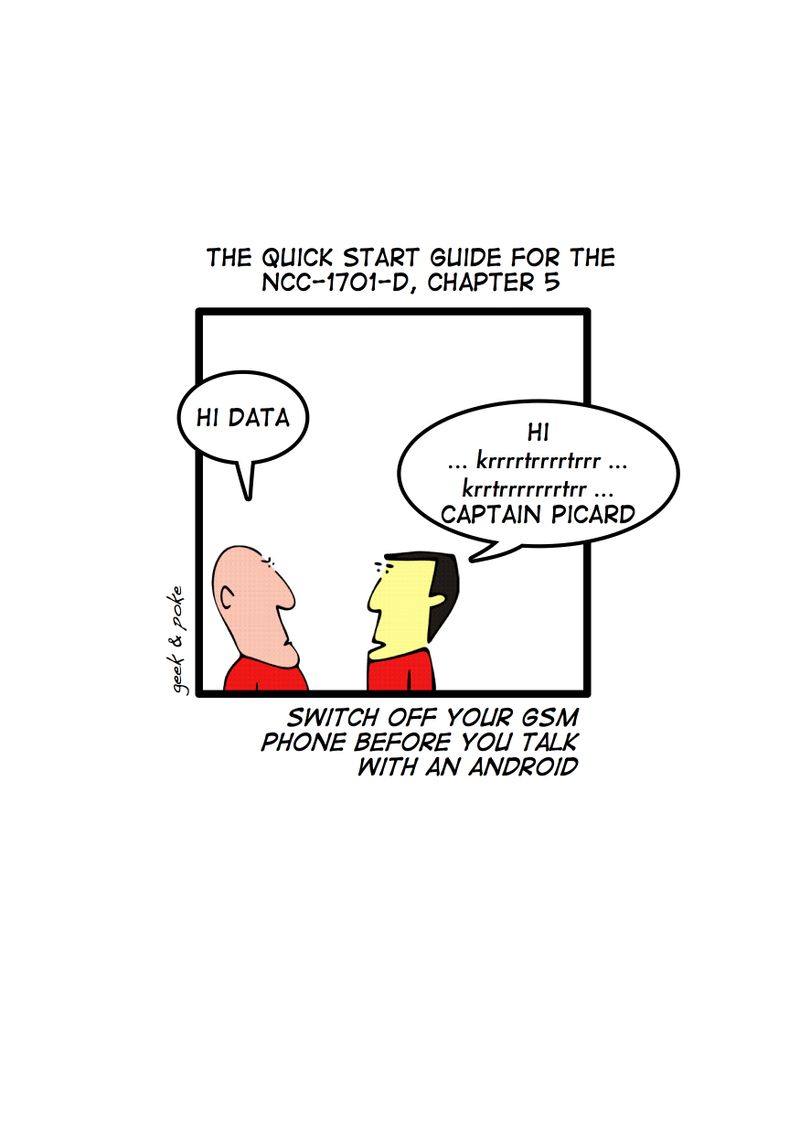 THE QUICK START GUIDE FOR THE
NCC-1701-D, CHAPTER 5
HI DATA
HI
... krrrrtrrrrtrrr ...
krrtrrrrrrrtrr ...
CAPTAIN PICARD
geek & poke
SWITCH OFF YOUR GSM
PHONE BEFORE YOU TALK
WITH AN ANDROID